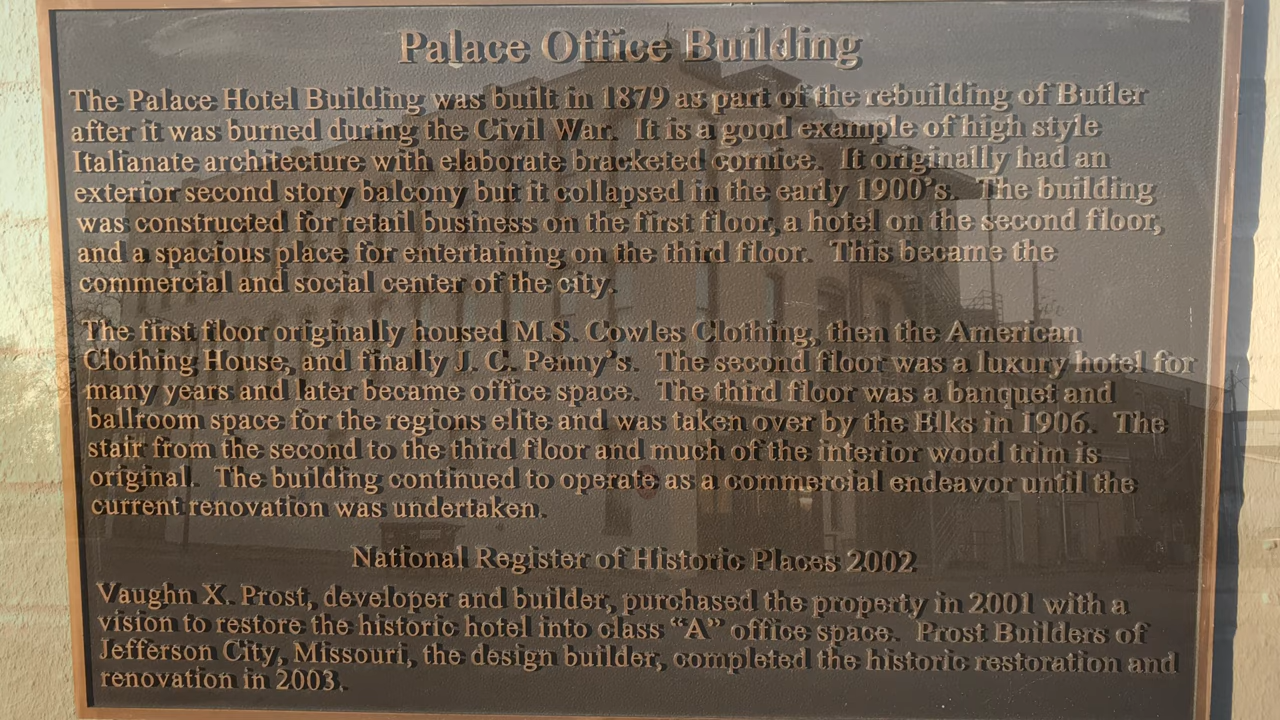 Palace Office Building
The Palace Hotel Building was built in 1879 as part of the rebuilding of Butler
after it was burned during the Civil War. It is a good example of high style
Italianate architecture with elaborate bracketed cornice. It originally had an
exterior second story balcony but it collapsed in the early 1900's. The building
was constructed for retail business on the first floor, a hotel on the second floor,
and a spacious place for entertaining on the third floor. This became the
commercial and social center of the city.
The first floor originally housed M.S. Cowles Clothing, then the American
Clothing House, and finally J. C. Penny's. The second floor was a luxury hotel for
many years and later became office space. The third floor was a banquet and
ballroom space for the regions elite and was taken over by the Elks in 1906. The
stair from the second to the third floor and much of the interior wood trim is
original. The building continued to operate as a commercial endeavor until the
current renovation was undertaken.
National Register of Historic Places 2002
Vaughn X. Prost, developer and builder, purchased the property in 2001 with a
vision to restore the historic hotel into class "A" office space. Prost Builders of
Jefferson City, Missouri, the design builder, completed the historic restoration and
renovation in 2003.